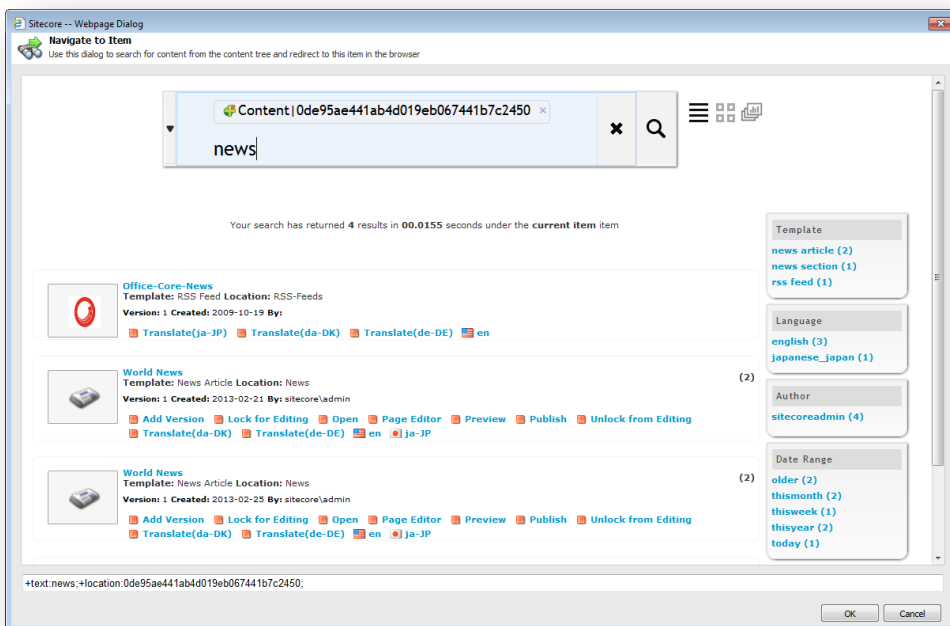 Sitecore -- Webpage Dialog
Navigate to Item
Use this dialog to search for content from the content tree and redirect to this item in the browser
Content|0de95ae441ab4d019eb067441b7c2450 ×
news
Your search has returned 4 results in 00.0155 seconds under the current item item
Office-Core-News
Template: RSS Feed Location: RSS-Feeds
Version: 1 Created: 2009-10-19 By:
Translate(ja-JP) Translate(da-DK) Translate(de-DE) en
World News (2)
Template: News Article Location: News
Version: 1 Created: 2013-02-21 By: sitecore\admin
Add Version Lock for Editing Open Page Editor Preview Publish Unlock from Editing
Translate(da-DK) Translate(de-DE) en ja-JP
World News (2)
Template: News Article Location: News
Version: 1 Created: 2013-02-25 By: sitecore\admin
Add Version Lock for Editing Open Page Editor Preview Publish Unlock from Editing
Translate(da-DK) Translate(de-DE) en ja-JP
Template
news article (2)
news section (1)
rss feed (1)
Language
english (3)
japanese_japan (1)
Author
sitecoreadmin (4)
Date Range
older (2)
thismonth (2)
thisweek (1)
thisyear (2)
today (1)
+text:news;+location:0de95ae441ab4d019eb067441b7c2450;
OK Cancel